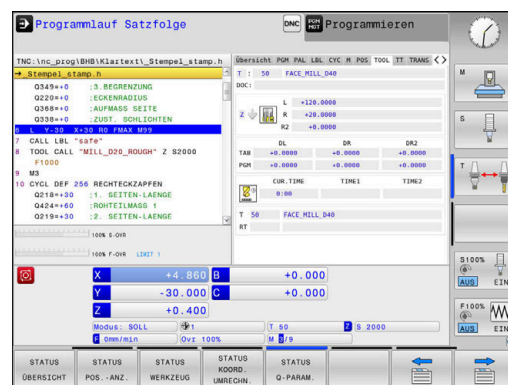 Programmlauf Satzfolge
DNC
PGM MGT
Programmieren
TNC:\nc_prog\BHB\Klartext\_Stempel_stamp.h
→_Stempel_stamp.h
Q349=+0 ;3.BEGRENZUNG
Q220=+0 ;ECKENRADIUS
Q368=+0 ;AUFMASS SEITE
Q338=+0 ;ZUST. SCHLICHTEN
6 L Y-30 X+30 R0 FMAX M99
7 CALL LBL "safe"
8 TOOL CALL "MILL_D20_ROUGH" Z S2000
F1000
9 M3
10 CYCL DEF 256 RECHTECKZAPFEN
Q218=+30 ;1. SEITEN-LAENGE
Q424=+60 ;ROHTEILMASS 1
Q219=+30 ;2. SEITEN-LAENGE
100% S-OVR
100% F-OVR LIMIT 1
Übersicht PGM PAL LBL CYC M POS TOOL TT TRANS
T : 50 FACE_MILL_D40
DOC:
Z
L +120.0000
R +20.0000
R2 +0.0000
DL DR DR2
TAB +0.0000 +0.0000 +0.0000
PGM +0.0000 +0.0000 +0.0000
CUR.TIME TIME1 TIME2
0:00
T 50 FACE_MILL_D40
RT
X +4.860 B +0.000
Y -30.000 C +0.000
Z +0.400
Modus: SOLL 1 T 50 Z S 2000
F 0mm/min Ovr 100% M 5/9
M
S
T
S100%
AUS EIN
F100%
AUS EIN
STATUS ÜBERSICHT
STATUS POS.-ANZ.
STATUS WERKZEUG
STATUS KOORD. UMRECHN.
STATUS Q-PARAM.